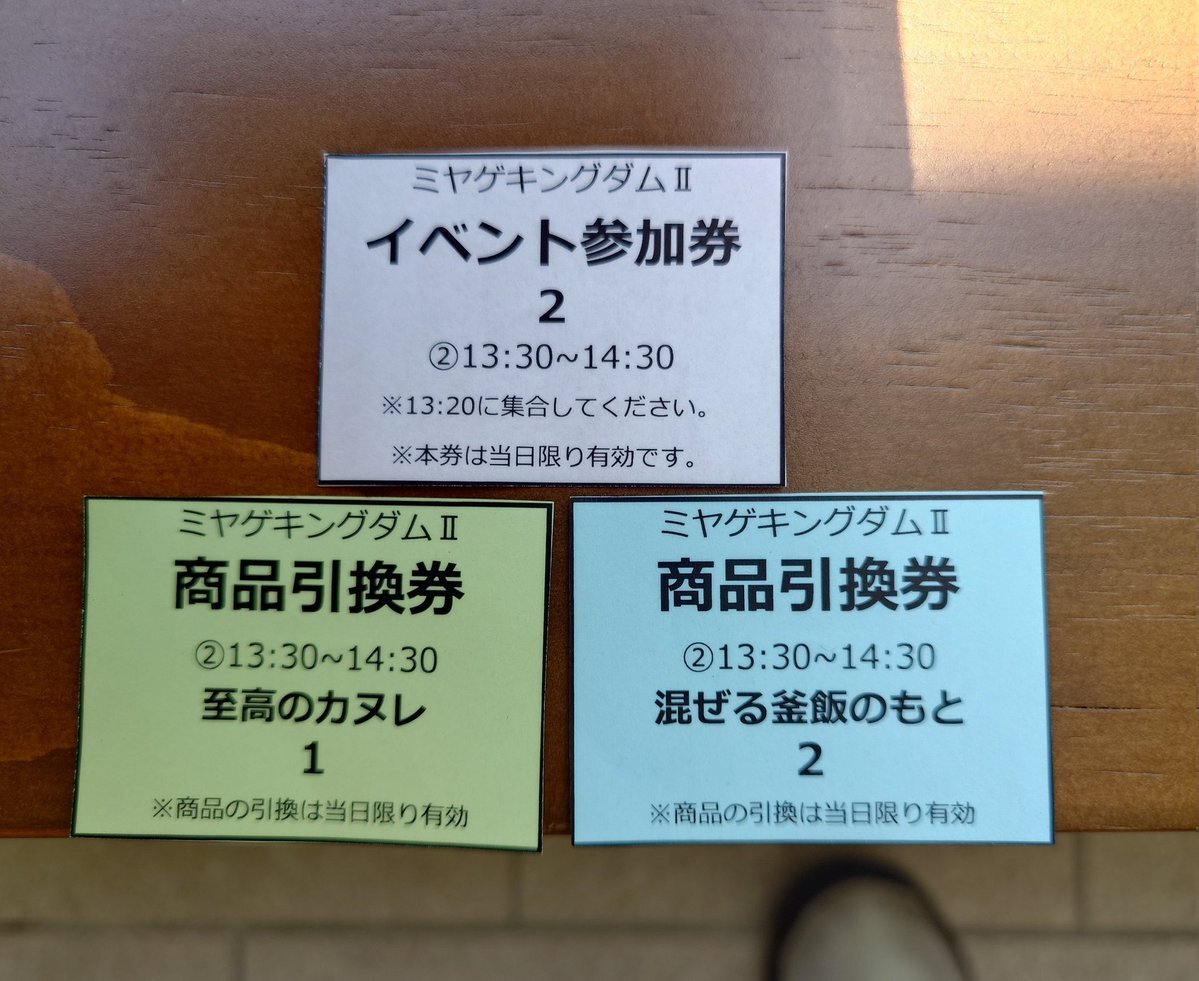 ミヤゲキングダムⅡ
イベント参加券
2
②13:30~14:30
※13:20に集合してください。
※本券は当日限り有効です。
ミヤゲキングダムⅡ
商品引換券
②13:30~14:30
至高のカヌレ
1
※商品の引換は当日限り有効
ミヤゲキングダムⅡ
商品引換券
②13:30~14:30
混ぜる釜飯のもと
2
※商品の引換は当日限り有効